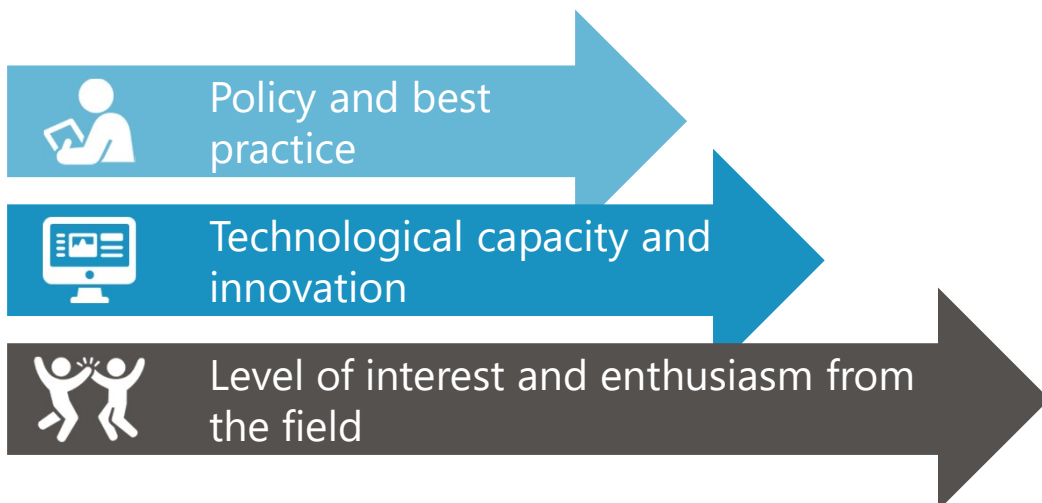 Policy and best
practice
Technological capacity and
innovation
Level of interest and enthusiasm from
the field